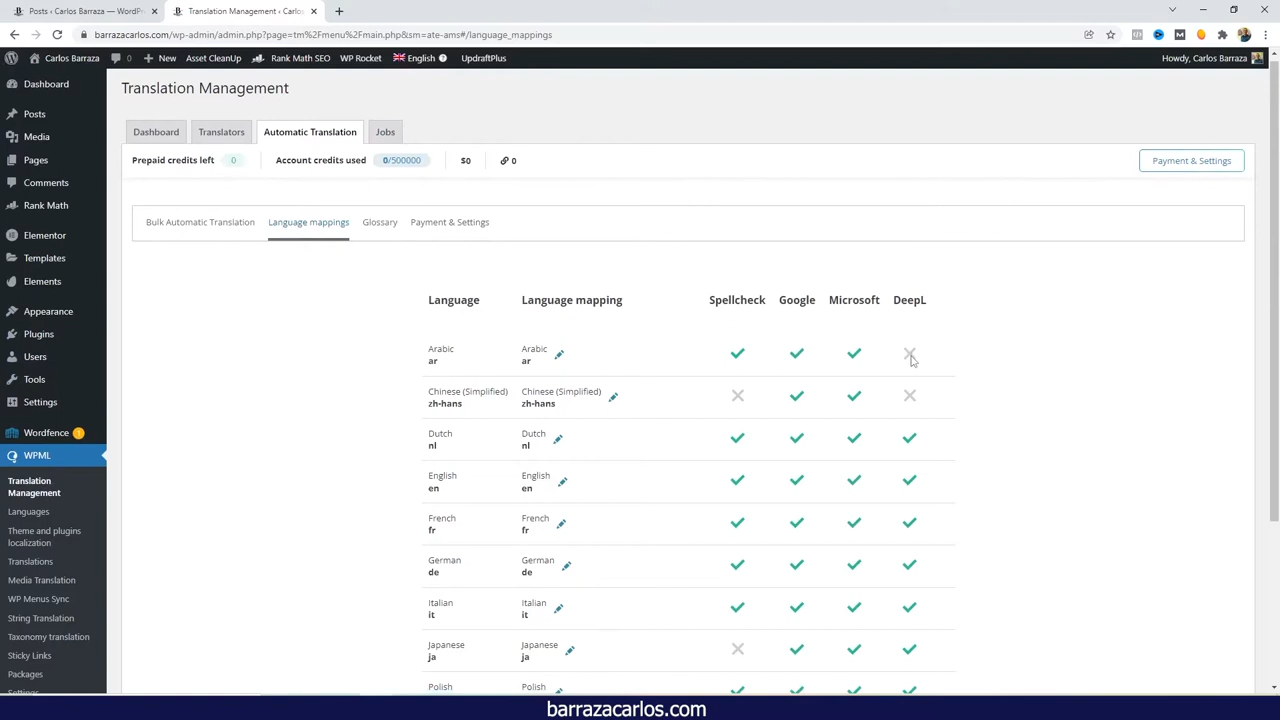 Posts ‹ Carlos Barraza — WordPr
Translation Management ‹ Carlos
barrazacarlos.com/wp-admin/admin.php?page=tm%2Fmenu%2Fmain.php&sm=ate-ams#/language_mappings
Carlos Barraza
0
New
Asset CleanUp
Rank Math SEO
WP Rocket
English
UpdraftPlus
Howdy, Carlos Barraza
Dashboard
Posts
Media
Pages
Comments
Rank Math
Elementor
Templates
Elements
Appearance
Plugins
Users
Tools
Settings
Wordfence 1
WPML
Translation
Management
Languages
Theme and plugins
localization
Translations
Media Translation
WP Menus Sync
String Translation
Taxonomy translation
Sticky Links
Packages
Settings
Translation Management
Dashboard
Translators
Automatic Translation
Jobs
Prepaid credits left 0
Account credits used 0/500000
$0
0
Payment & Settings
Bulk Automatic Translation
Language mappings
Glossary
Payment & Settings
Language Language mapping Spellcheck Google Microsoft DeepL
Arabic Arabic
ar ar
Chinese (Simplified) Chinese (Simplified)
zh-hans zh-hans
Dutch Dutch
nl nl
English English
en en
French French
fr fr
German German
de de
Italian Italian
it it
Japanese Japanese
ja ja
Polish Polish
barrazacarlos.com